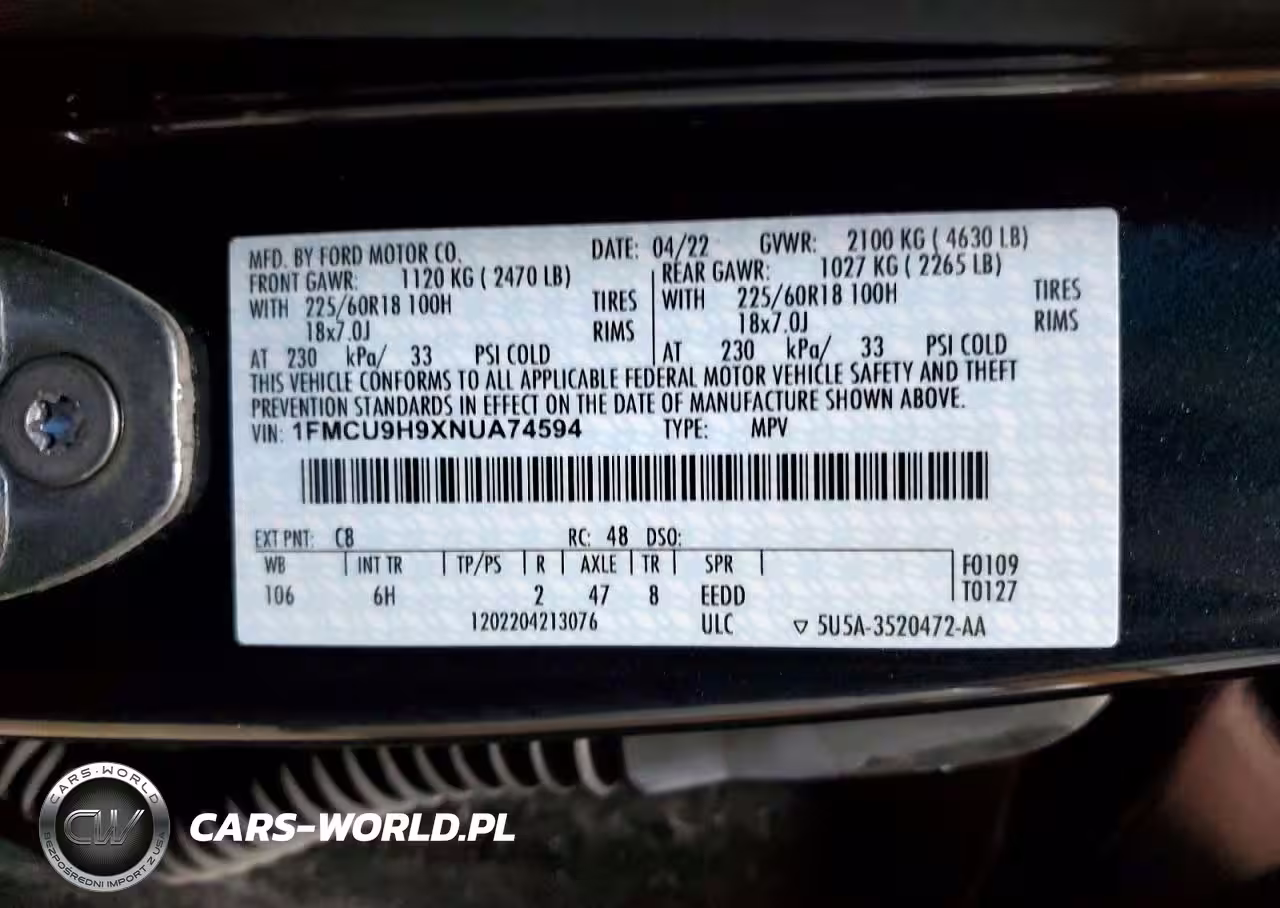 MFD. BY FORD MOTOR CO. DATE: 04/22 GVWR: 2100 KG ( 4630 LB)
FRONT GAWR: 1120 KG ( 2470 LB) REAR GAWR: 1027 KG ( 2265 LB)
WITH 225/60R18 100H TIRES WITH 225/60R18 100H TIRES
18x7.0J RIMS 18x7.0J RIMS
AT 230 kPa/ 33 PSI COLD AT 230 kPa/ 33 PSI COLD
THIS VEHICLE CONFORMS TO ALL APPLICABLE FEDERAL MOTOR VEHICLE SAFETY AND THEFT
PREVENTION STANDARDS IN EFFECT ON THE DATE OF MANUFACTURE SHOWN ABOVE.
VIN: 1FMCU9H9XNUA74594 TYPE: MPV
EXT PNT: C8 RC: 48 DSO:
WB INT TR TP/PS R AXLE TR SPR F0109
106 6H 2 47 8 EEDD T0127
1202204213076 ULC ▽ 5U5A-3520472-AA
CARS-WORLD
CW
BEZPOŚREDNI IMPORT Z USA
CARS-WORLD.PL